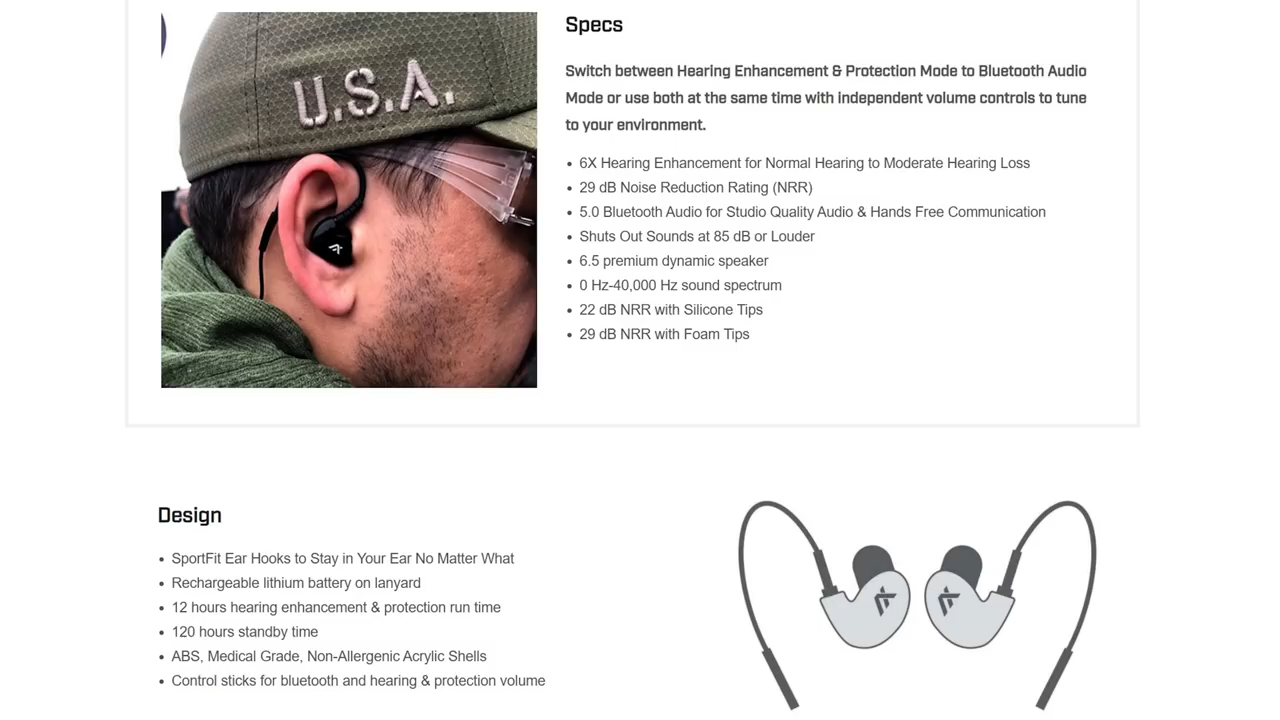 U.S.A.
Specs
Switch between Hearing Enhancement & Protection Mode to Bluetooth Audio
Mode or use both at the same time with independent volume controls to tune
to your environment.
6X Hearing Enhancement for Normal Hearing to Moderate Hearing Loss
29 dB Noise Reduction Rating (NRR)
5.0 Bluetooth Audio for Studio Quality Audio & Hands Free Communication
Shuts Out Sounds at 85 dB or Louder
6.5 premium dynamic speaker
0 Hz-40,000 Hz sound spectrum
22 dB NRR with Silicone Tips
29 dB NRR with Foam Tips
Design
SportFit Ear Hooks to Stay in Your Ear No Matter What
Rechargeable lithium battery on lanyard
12 hours hearing enhancement & protection run time
120 hours standby time
ABS, Medical Grade, Non-Allergenic Acrylic Shells
Control sticks for bluetooth and hearing & protection volume